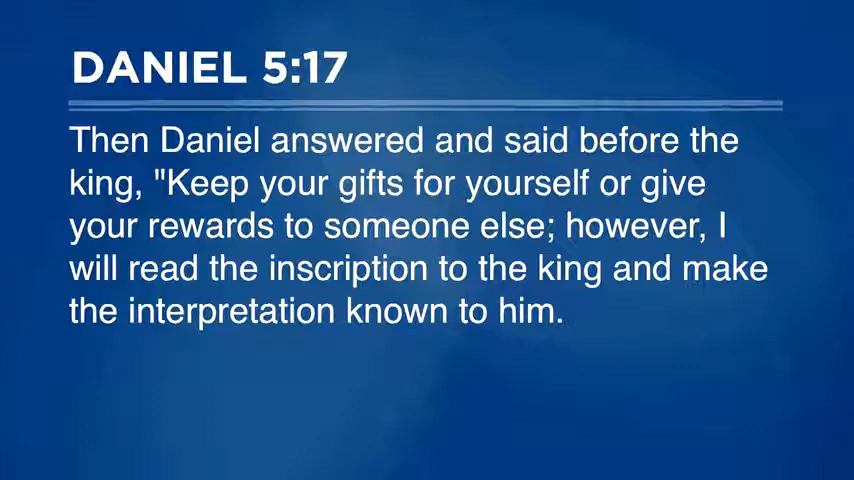 DANIEL 5:17
Then Daniel answered and said before the
king, "Keep your gifts for yourself or give
your rewards to someone else; however, I
will read the inscription to the king and make
the interpretation known to him.